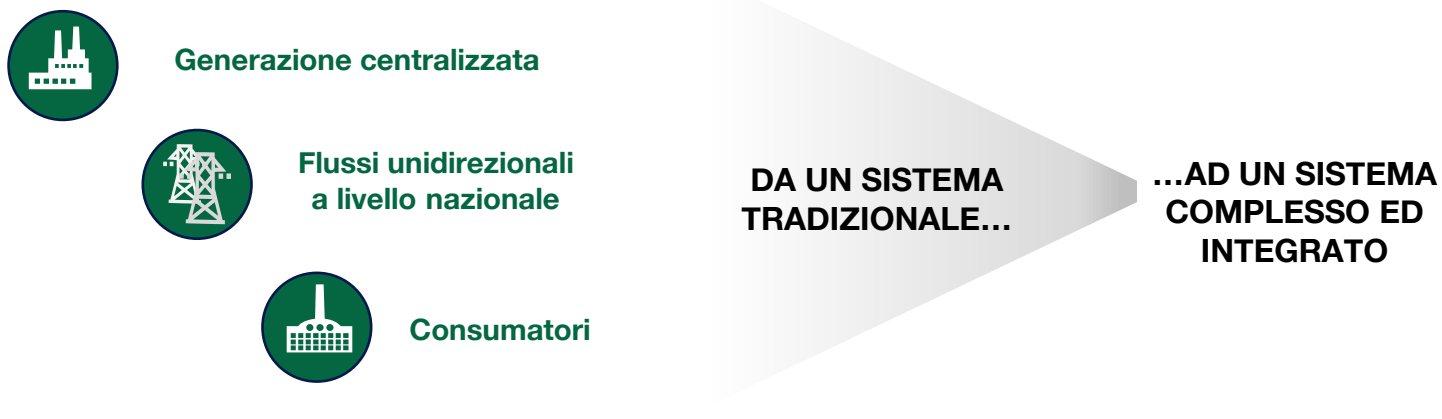 Generazione centralizzata
Flussi unidirezionali
a livello nazionale
Consumatori
DA UN SISTEMA
TRADIZIONALE…
…AD UN SISTEMA
COMPLESSO ED
INTEGRATO